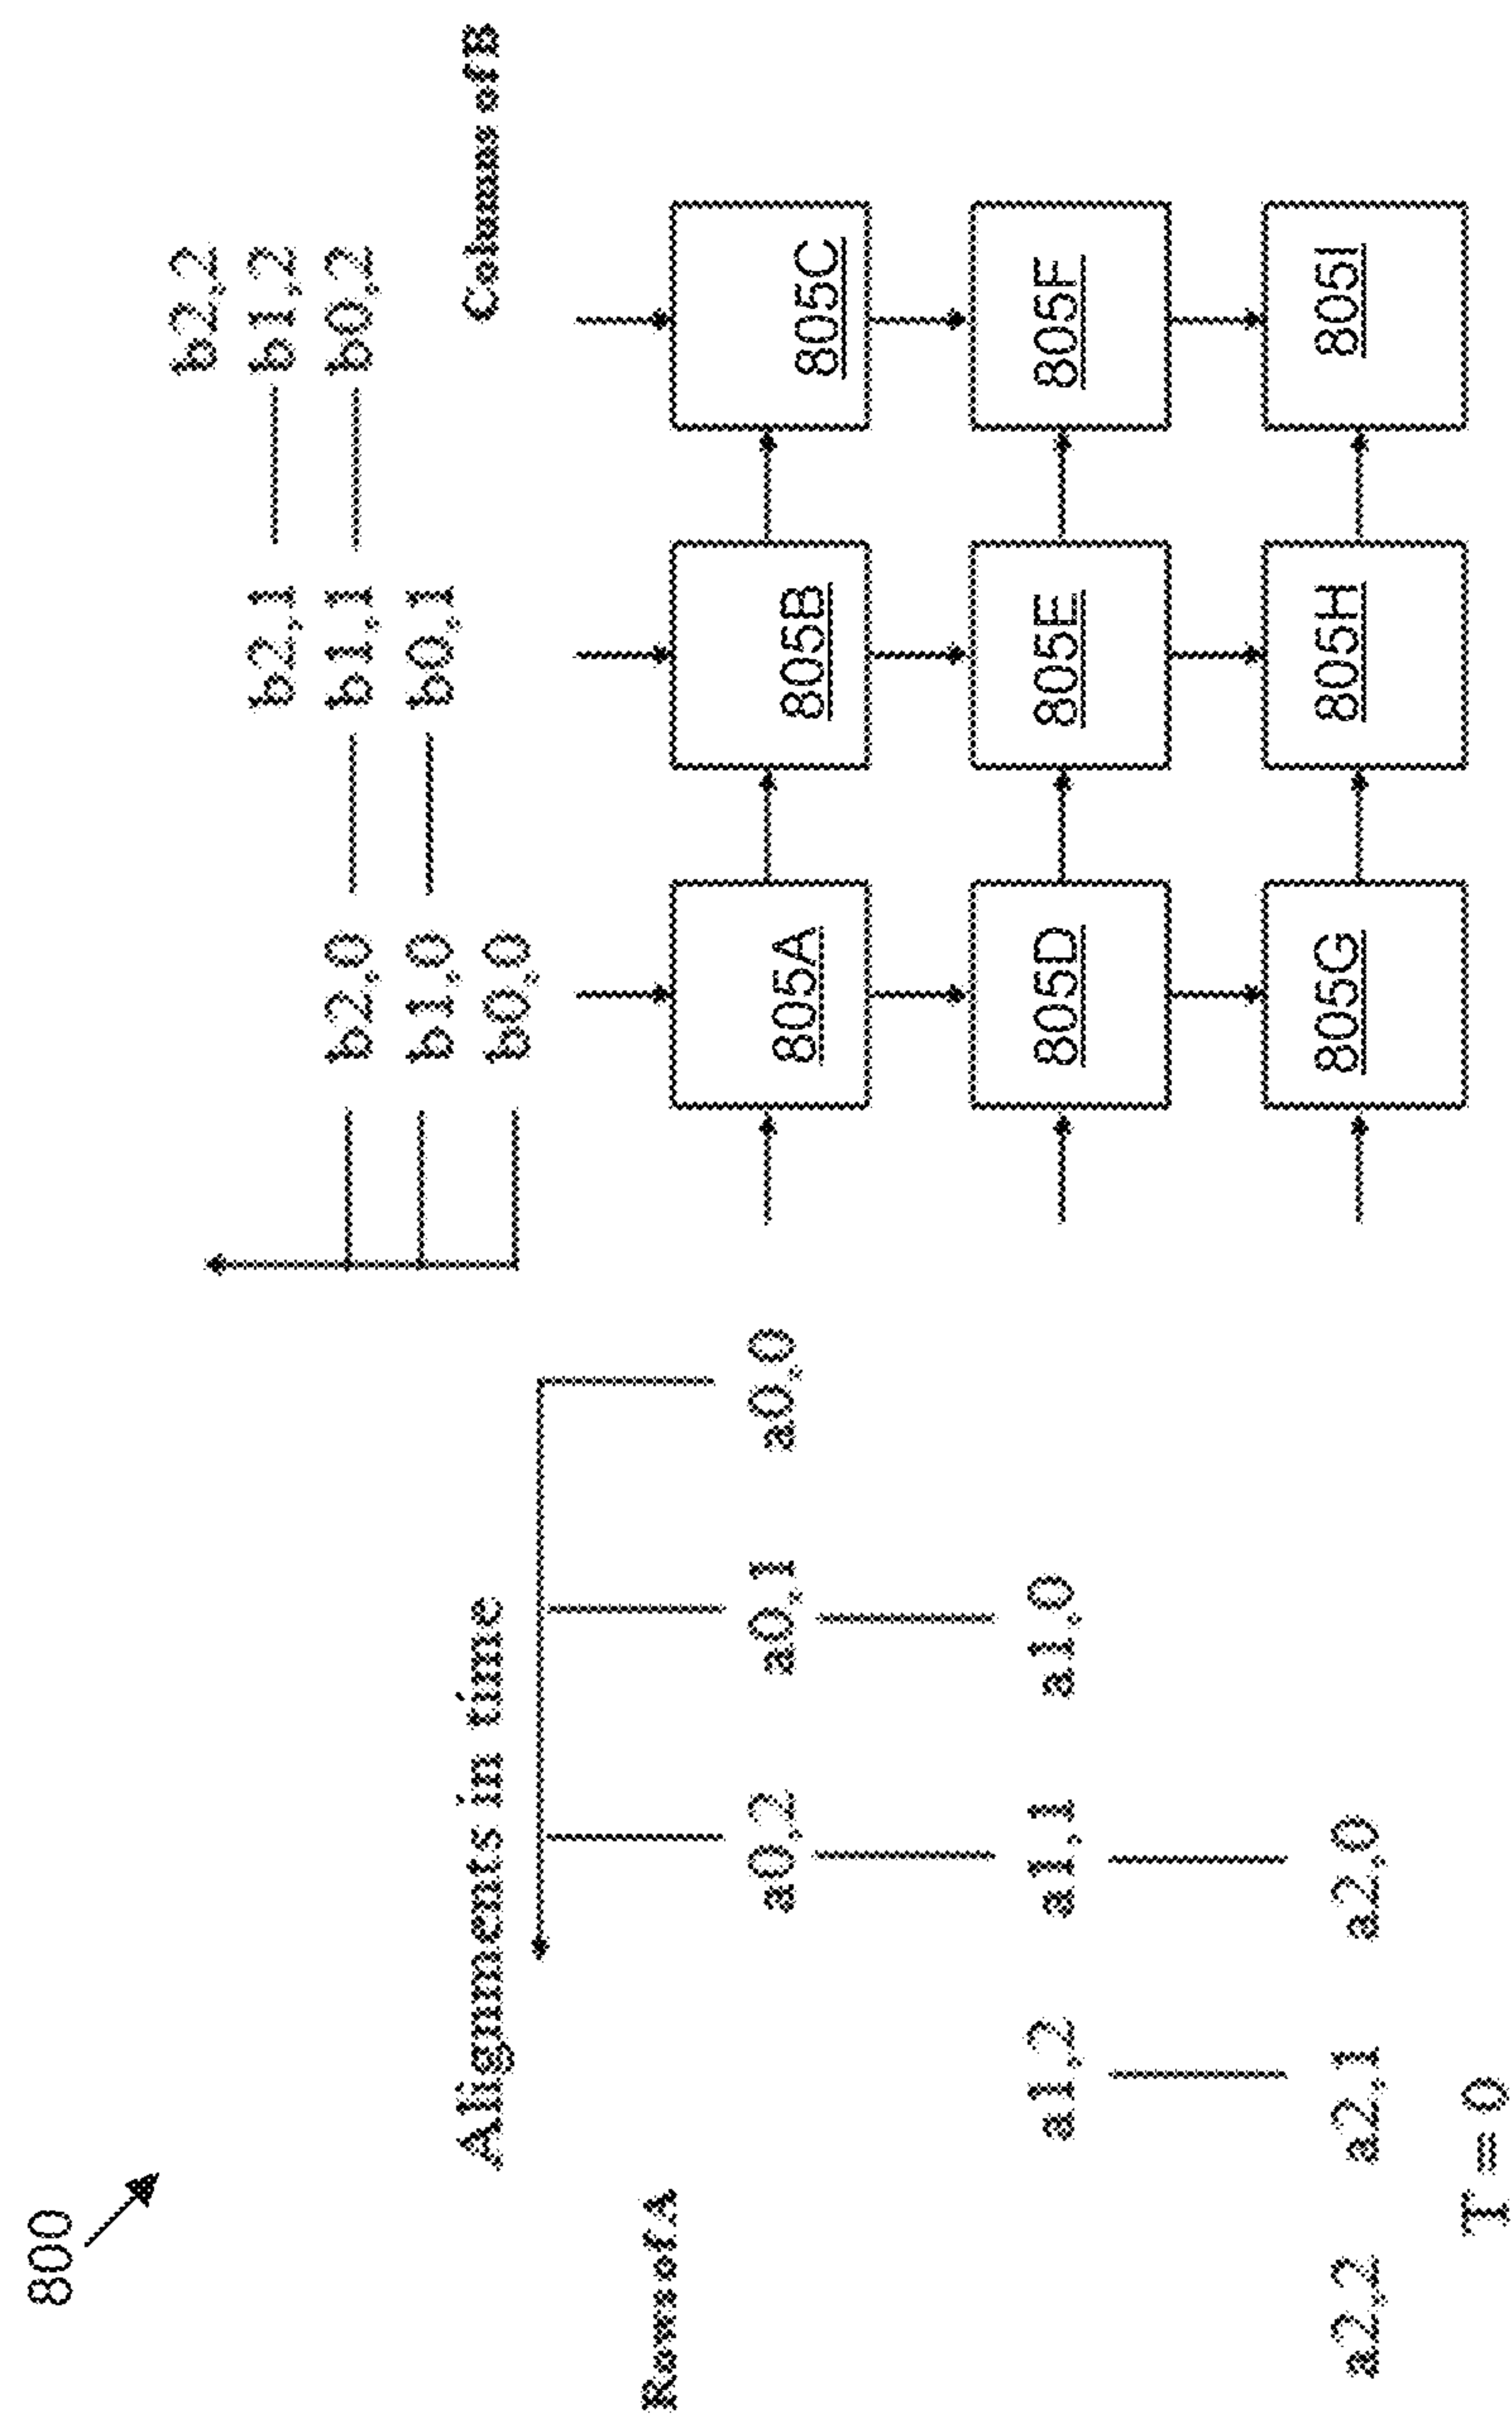 800
Alignments in time
Rows of A
Columns of B
b2,2
b2,1 b1,2
b2,0 b1,1 b0,2
b1,0 b0,1
b0,0
a0,2 a0,1 a0,0
a1,2 a1,1 a1,0
a2,2 a2,1 a2,0
805A 805B 805C
805D 805E 805F
805G 805H 805I
T = 0